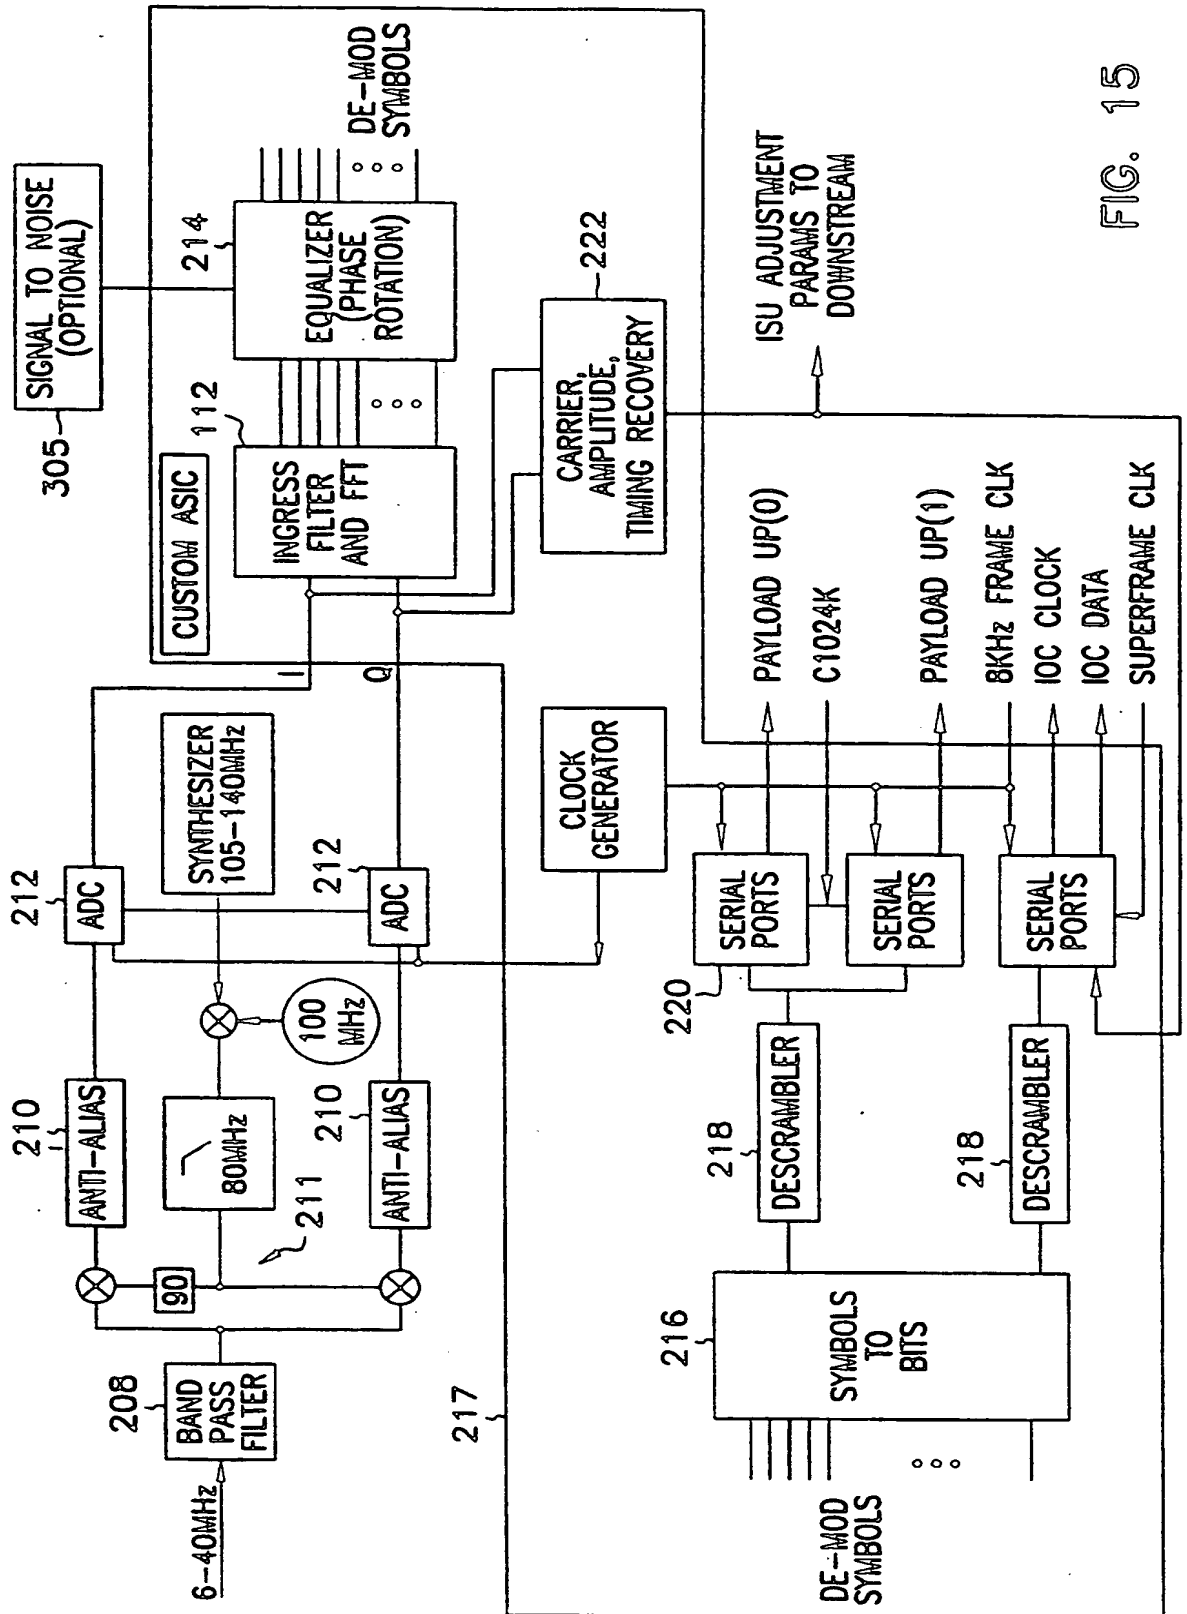 6-40MHz
208
BAND
PASS
FILTER
90
211
210
ANTI-ALIAS
80MHz
210
ANTI-ALIAS
100
MHz
SYNTHESIZER
105-140MHz
212
ADC
212
ADC
I
Q
217
CUSTOM ASIC
305
SIGNAL TO NOISE
(OPTIONAL)
112
INGRESS
FILTER
AND FFT
214
EQUALIZER
(PHASE
ROTATION)
DE-MOD
SYMBOLS
222
CARRIER,
AMPLITUDE,
TIMING RECOVERY
ISU ADJUSTMENT
PARAMS TO
DOWNSTREAM
CLOCK
GENERATOR
DE-MOD
SYMBOLS
216
SYMBOLS
TO
BITS
218
DESCRAMBLER
218
DESCRAMBLER
220
SERIAL
PORTS
SERIAL
PORTS
SERIAL
PORTS
PAYLOAD UP(0)
C1024K
PAYLOAD UP(1)
8KHz FRAME CLK
IOC CLOCK
IOC DATA
SUPERFRAME CLK
FIG. 15